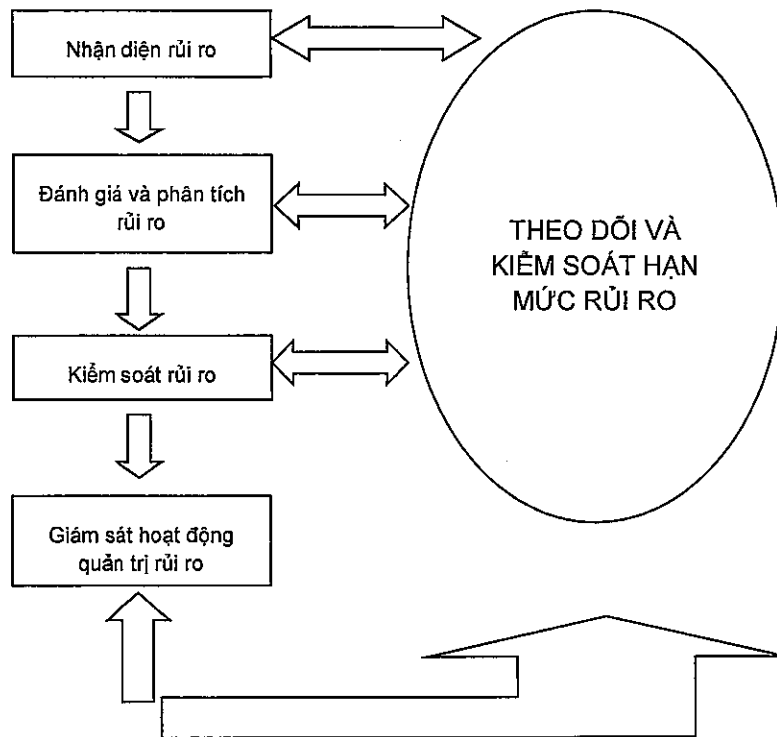 Nhận diện rủi ro
Đánh giá và phân tích
rủi ro
THEO DÕI VÀ
KIỂM SOÁT HẠN
MỨC RỦI RO
Kiểm soát rủi ro
Giám sát hoạt động
quản trị rủi ro